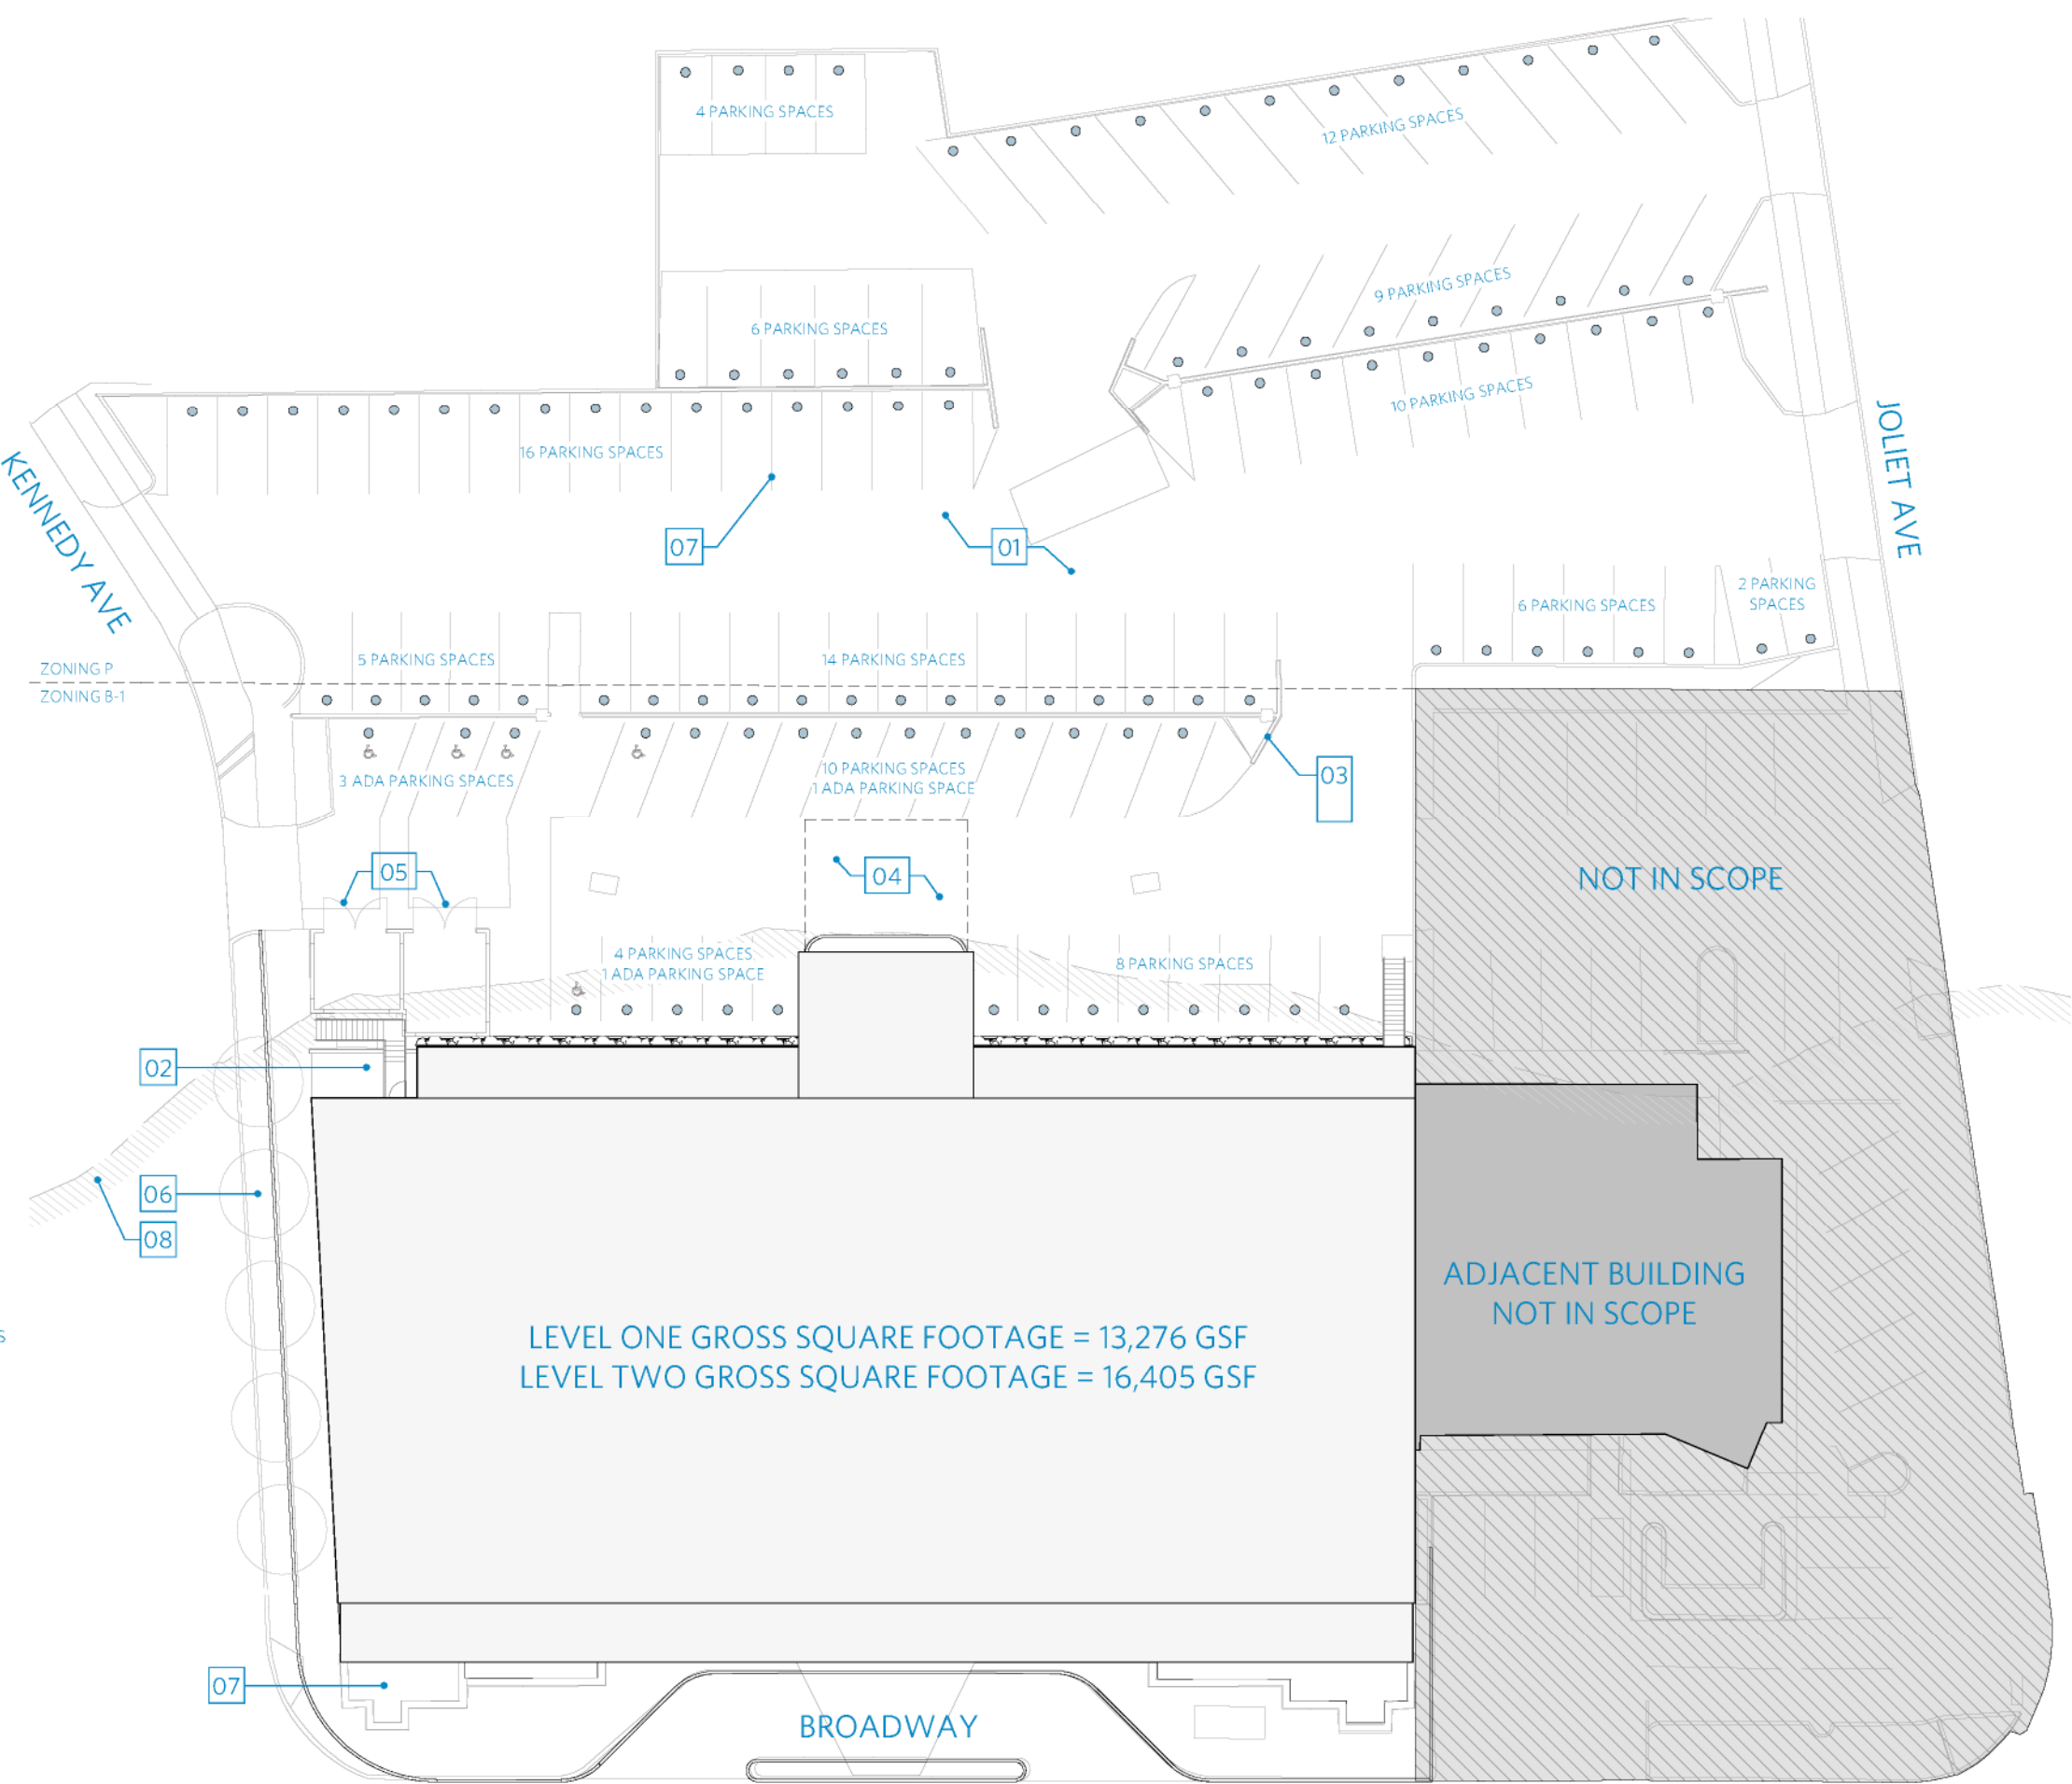 4 PARKING SPACES
12 PARKING SPACES
9 PARKING SPACES
6 PARKING SPACES
10 PARKING SPACES
16 PARKING SPACES
KENNEDY AVE
JOLIET AVE
07
01
2 PARKING
SPACES
6 PARKING SPACES
5 PARKING SPACES
14 PARKING SPACES
ZONING P
ZONING B-1
3 ADA PARKING SPACES
10 PARKING SPACES
1 ADA PARKING SPACE
03
05
04
NOT IN SCOPE
4 PARKING SPACES
1 ADA PARKING SPACE
8 PARKING SPACES
02
06
08
ADJACENT BUILDING
NOT IN SCOPE
S
LEVEL ONE GROSS SQUARE FOOTAGE = 13,276 GSF
LEVEL TWO GROSS SQUARE FOOTAGE = 16,405 GSF
07
BROADWAY